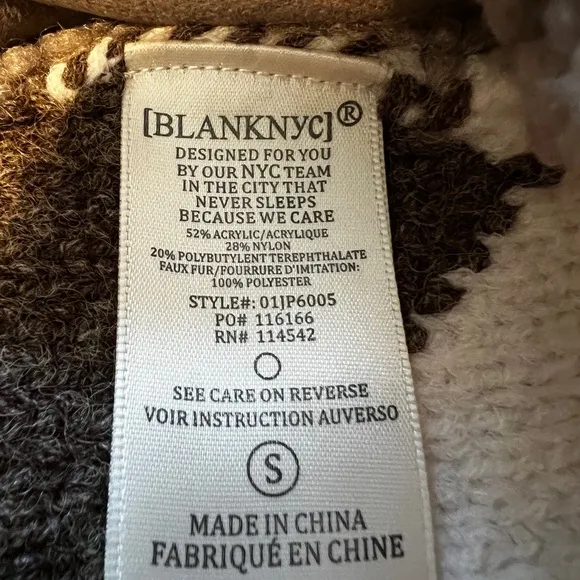 [BLANKNYC]®
DESIGNED FOR YOU
BY OUR NYC TEAM
IN THE CITY THAT
NEVER SLEEPS
BECAUSE WE CARE
52% ACRYLIC/ACRYLIQUE
28% NYLON
20% POLYBUTYLENT TEREPHTHALATE
FAUX FUR/FOURRURE D'IMITATION:
100% POLYESTER
STYLE#: 01JP6005
PO# 116166
RN# 114542
SEE CARE ON REVERSE
VOIR INSTRUCTION AUVERSO
S
MADE IN CHINA
FABRIQUÉ EN CHINE